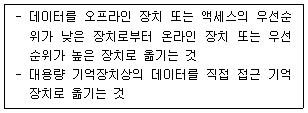 - 데이터를 오프라인 장치 또는 액세스의 우선순
위가 낮은 장치로부터 온라인 장치 또는 우선
순위가 높은 장치로 옮기는 것
- 대용량 기억장치상의 데이터를 직접 접근 기억
장치로 옮기는 것